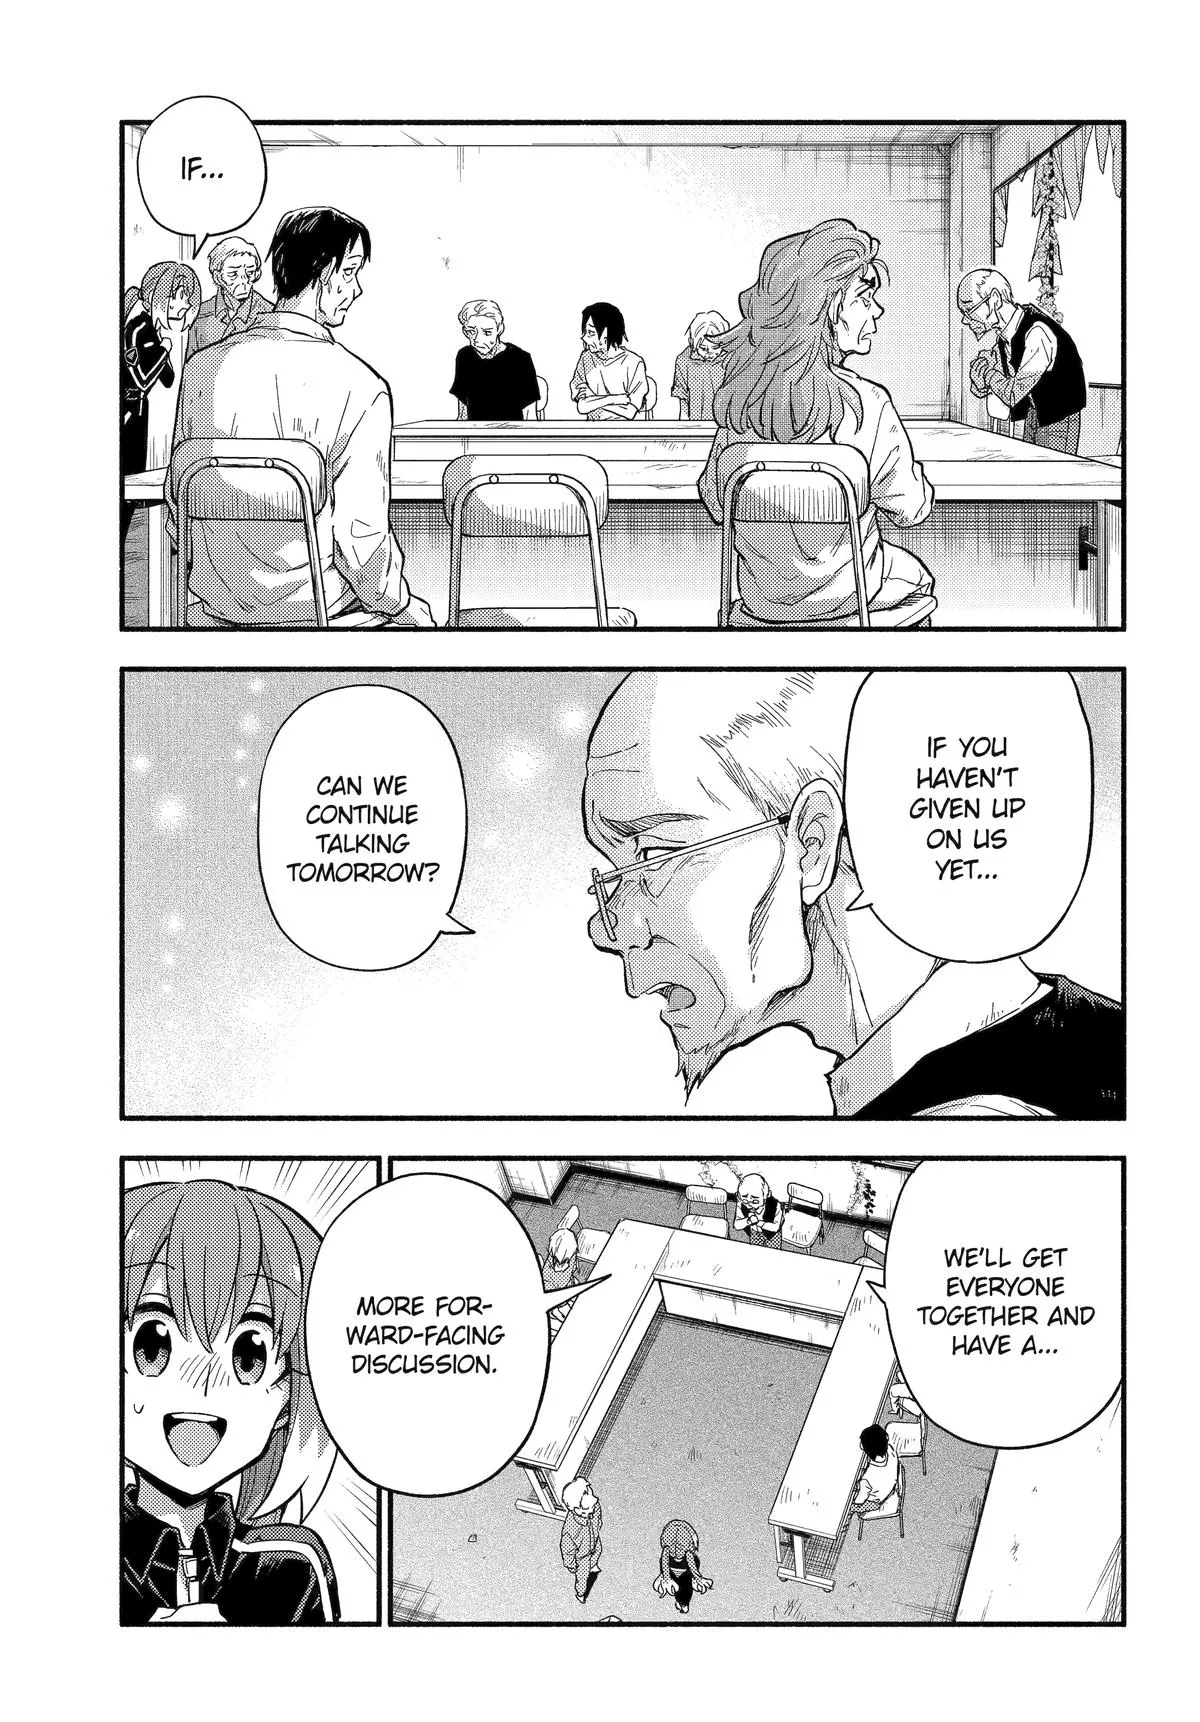 IF...
IF YOU
HAVEN'T
GIVEN UP
ON US
YET...
CAN WE
CONTINUE
TALKING
TOMORROW?
WE'LL GET
EVERYONE
TOGETHER AND
HAVE A...
MORE FOR-
WARD-FACING
DISCUSSION.